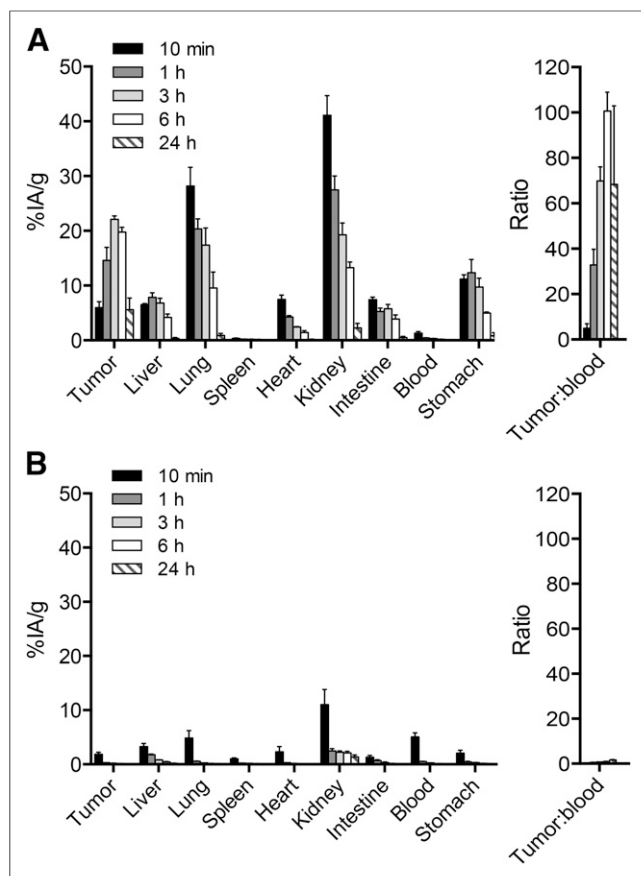 A
10 min
1 h
3 h
6 h
24 h
50
40
30
20
10
0
%IA/g
Tumor
Liver
Lung
Spleen
Heart
Kidney
Intestine
Blood
Stomach
120
100
80
60
40
20
0
Ratio
Tumor:blood
B
10 min
1 h
3 h
6 h
24 h
50
40
30
20
10
0
%IA/g
Tumor
Liver
Lung
Spleen
Heart
Kidney
Intestine
Blood
Stomach
120
100
80
60
40
20
0
Ratio
Tumor:blood